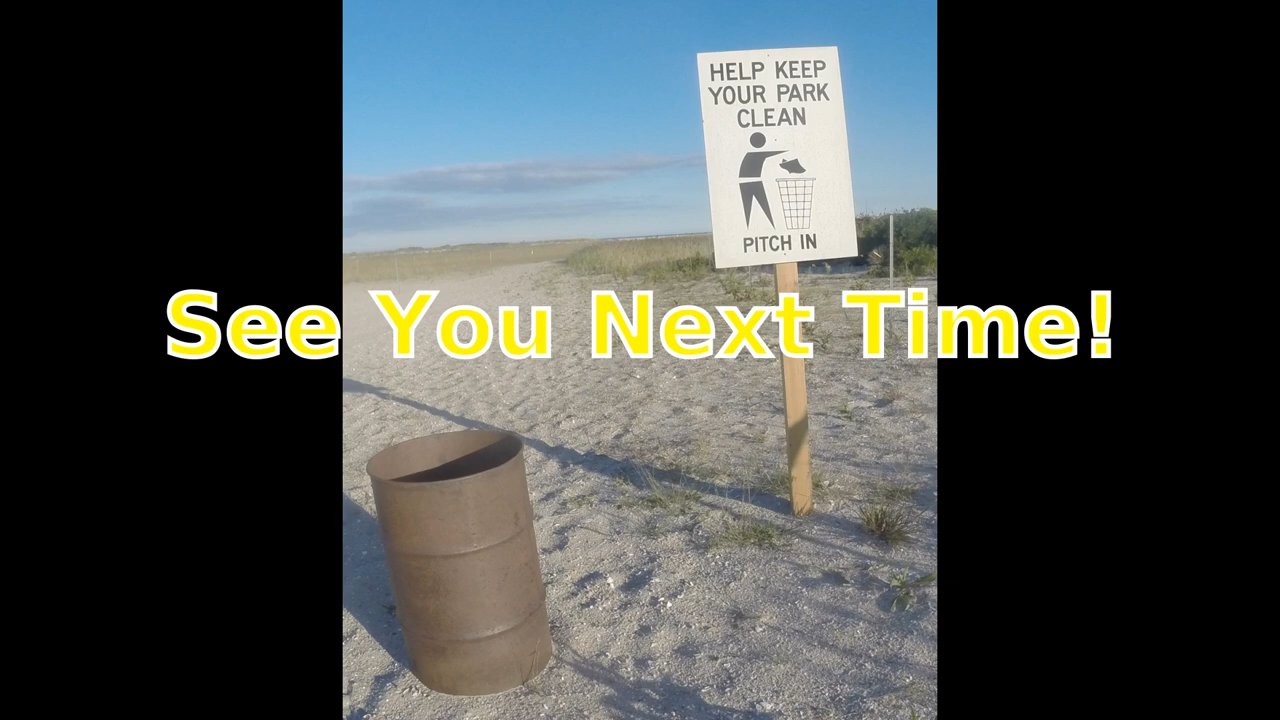 HELP KEEP
YOUR PARK
CLEAN
PITCH IN
See You Next Time!